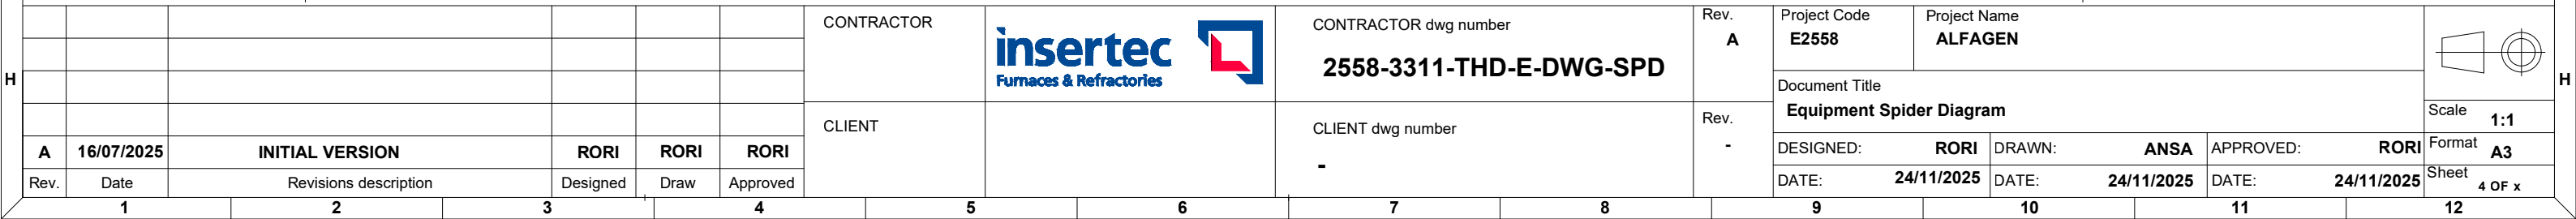 H
A 16/07/2025 INITIAL VERSION RORI RORI RORI
Rev. Date Revisions description Designed Draw Approved
CONTRACTOR
insertec
Furnaces & Refractories
CONTRACTOR dwg number
2558-3311-THD-E-DWG-SPD
Rev.
A
CLIENT
CLIENT dwg number
-
Rev.
-
Project Code
E2558
Project Name
ALFAGEN
Document Title
Equipment Spider Diagram
DESIGNED: RORI DRAWN: ANSA APPROVED: RORI
DATE: 24/11/2025 DATE: 24/11/2025 DATE: 24/11/2025
Scale
1:1
Format
A3
Sheet
4 OF x
H
1 2 3 4 5 6 7 8 9 10 11 12